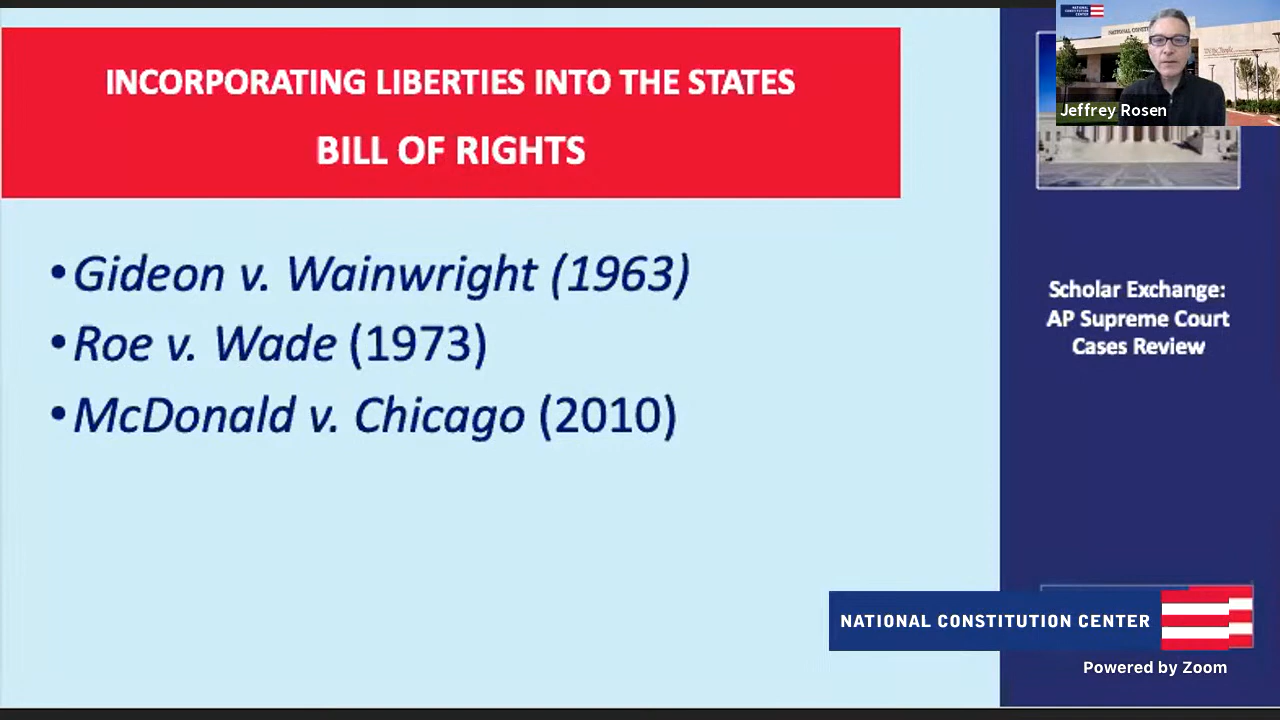 INCORPORATING LIBERTIES INTO THE STATES
BILL OF RIGHTS
•Gideon v. Wainwright (1963)
•Roe v. Wade (1973)
•McDonald v. Chicago (2010)
Jeffrey Rosen
Scholar Exchange:
AP Supreme Court
Cases Review
NATIONAL CONSTITUTION CENTER
Powered by Zoom